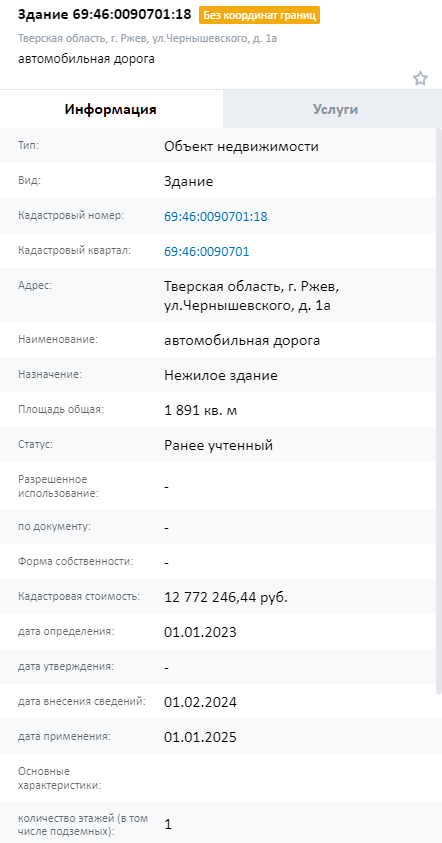 Здание 69:46:0090701:18 Без координат границ
Тверская область, г. Ржев, ул.Чернышевского, д. 1а
автомобильная дорога
Информация Услуги
Тип: Объект недвижимости
Вид: Здание
Кадастровый номер: 69:46:0090701:18
Кадастровый квартал: 69:46:0090701
Адрес: Тверская область, г. Ржев,
ул.Чернышевского, д. 1а
Наименование: автомобильная дорога
Назначение: Нежилое здание
Площадь общая: 1 891 кв. м
Статус: Ранее учтенный
Разрешенное
использование: -
по документу: -
Форма собственности: -
Кадастровая стоимость: 12 772 246,44 руб.
дата определения: 01.01.2023
дата утверждения: -
дата внесения сведений: 01.02.2024
дата применения: 01.01.2025
Основные
характеристики:
количество этажей (в том
числе подземных): 1